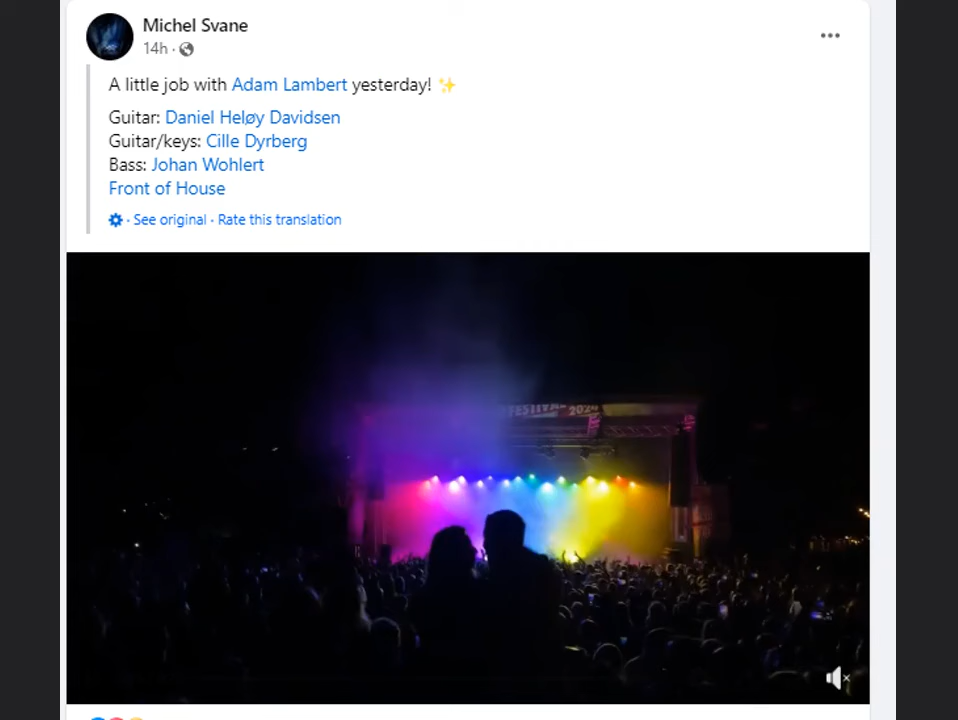 Michel Svane
14h ·
A little job with Adam Lambert yesterday! ✨
Guitar: Daniel Heløy Davidsen
Guitar/keys: Cille Dyrberg
Bass: Johan Wohlert
Front of House
· See original · Rate this translation
FESTIVAL 2024